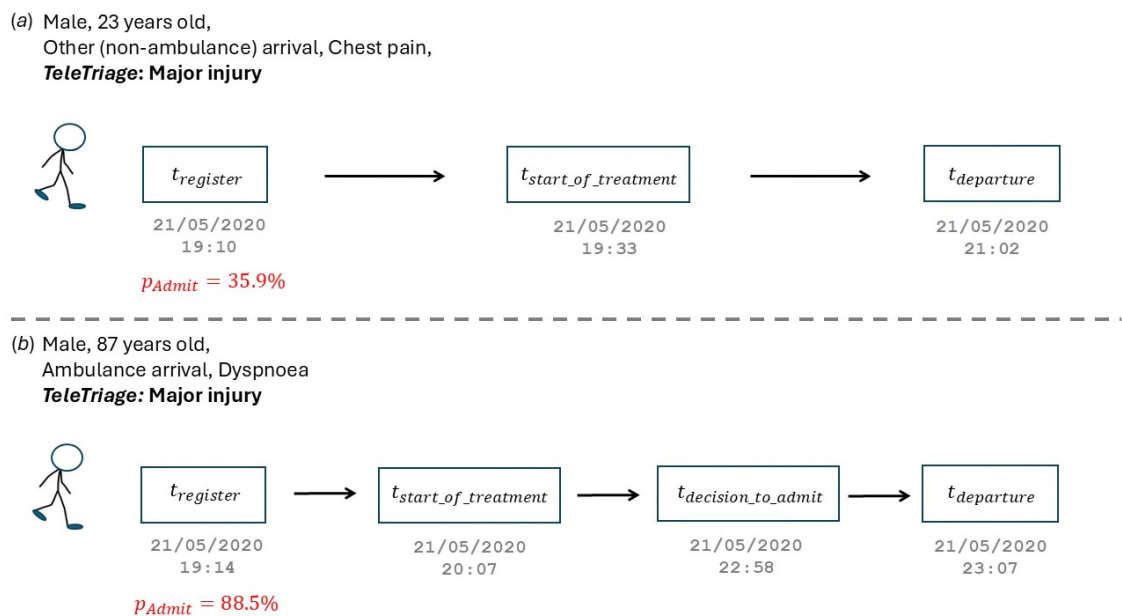 (a) Male, 23 years old,
Other (non-ambulance) arrival, Chest pain,
TeleTriage: Major injury
t_register
t_start_of_treatment
t_departure
21/05/2020
19:10
21/05/2020
19:33
21/05/2020
21:02
p_Admit = 35.9%
(b) Male, 87 years old,
Ambulance arrival, Dyspnoea
TeleTriage: Major injury
t_register
t_start_of_treatment
t_decision_to_admit
t_departure
21/05/2020
19:14
21/05/2020
20:07
21/05/2020
22:58
21/05/2020
23:07
p_Admit = 88.5%